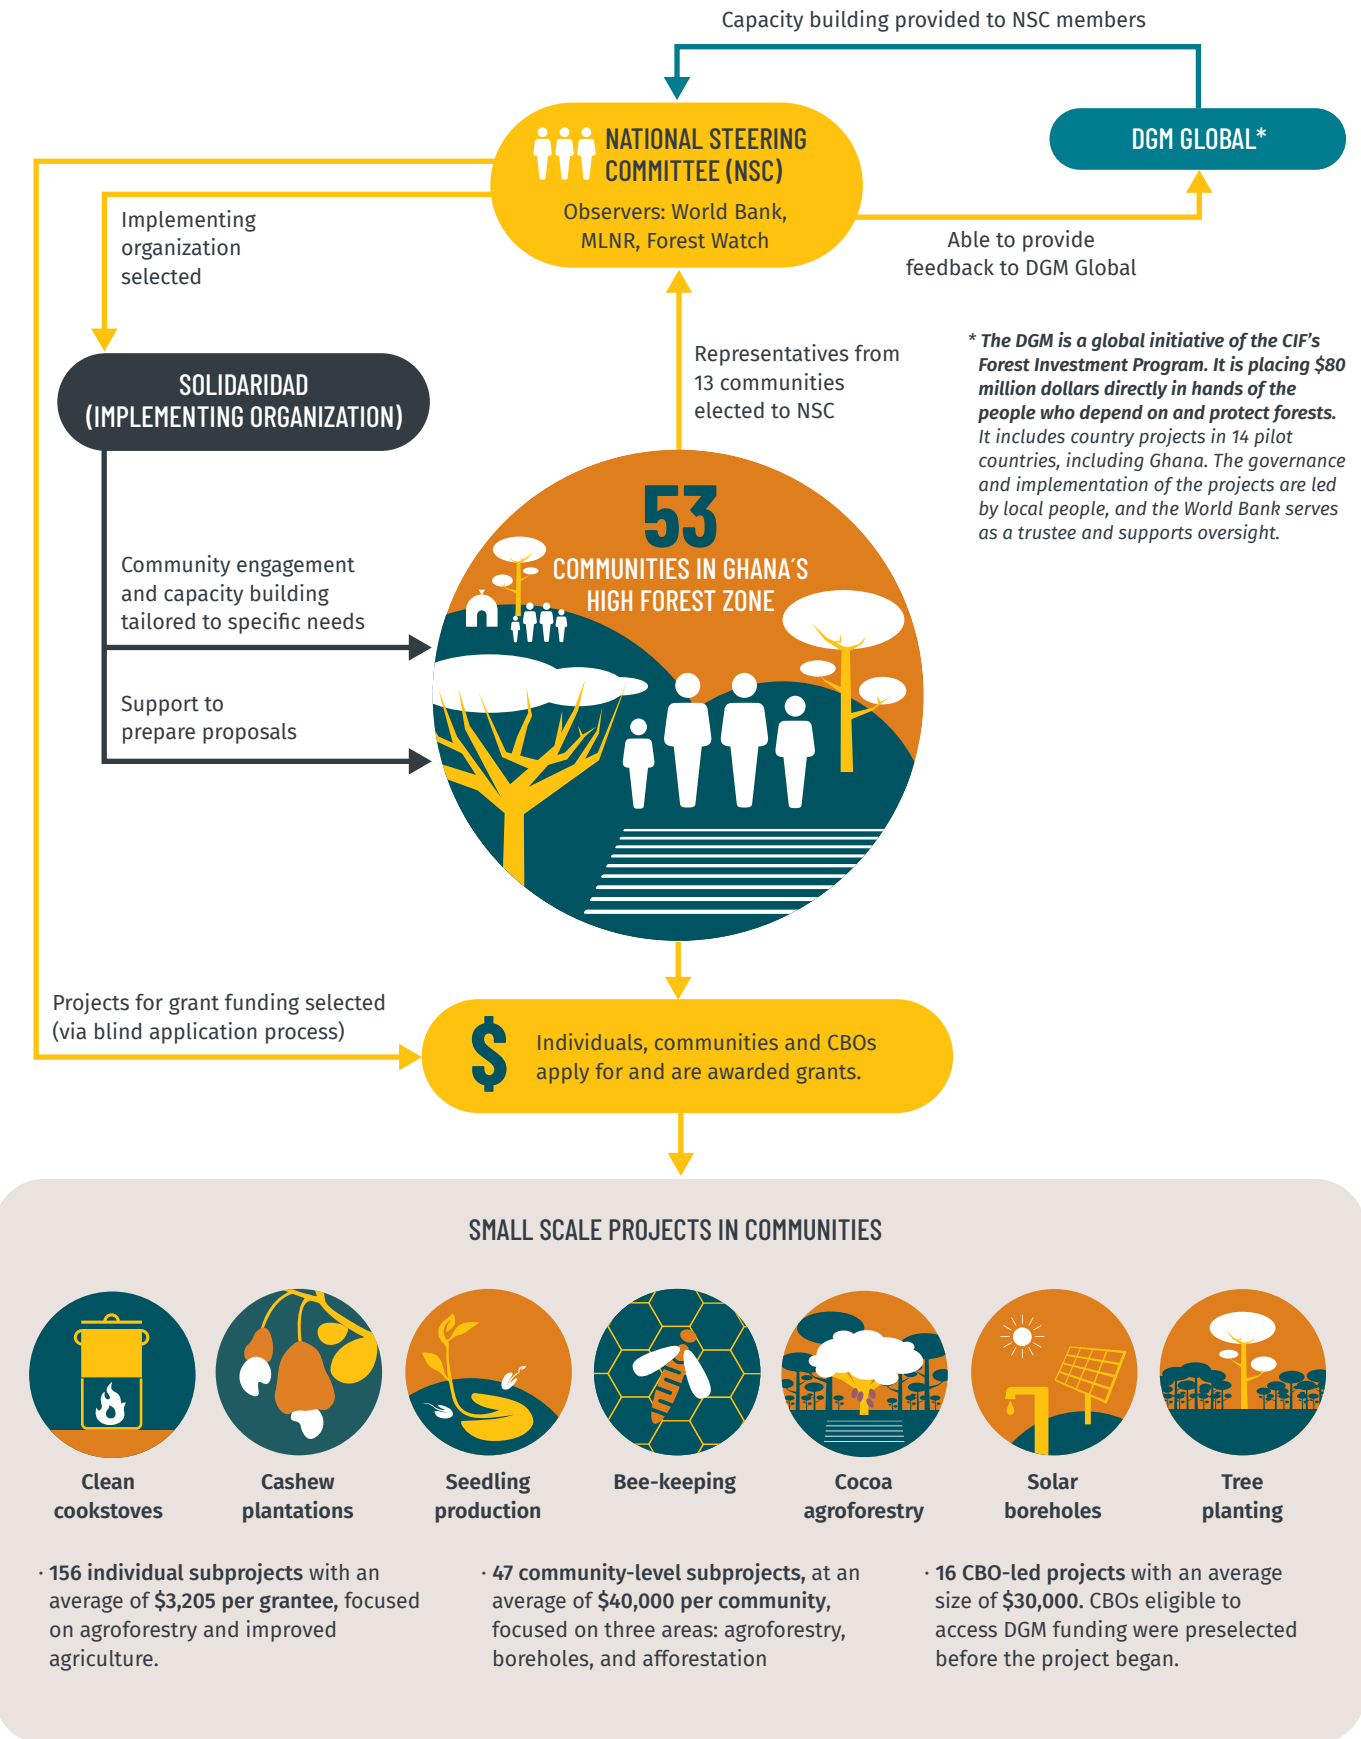 Capacity building provided to NSC members
NATIONAL STEERING
COMMITTEE (NSC)
Observers: World Bank,
MLNR, Forest Watch
DGM GLOBAL*
Implementing
organization
selected
Able to provide
feedback to DGM Global
SOLIDARIDAD
(IMPLEMENTING ORGANIZATION)
Representatives from
13 communities
elected to NSC
* The DGM is a global initiative of the CIF's
Forest Investment Program. It is placing $80
million dollars directly in hands of the
people who depend on and protect forests.
It includes country projects in 14 pilot
countries, including Ghana. The governance
and implementation of the projects are led
by local people, and the World Bank serves
as a trustee and supports oversight.
53
COMMUNITIES IN GHANA´S
HIGH FOREST ZONE
Community engagement
and capacity building
tailored to specific needs
Support to
prepare proposals
Projects for grant funding selected
(via blind application process)
$
Individuals, communities and CBOs
apply for and are awarded grants.
SMALL SCALE PROJECTS IN COMMUNITIES
Clean
cookstoves
Cashew
plantations
Seedling
production
Bee-keeping
Cocoa
agroforestry
Solar
boreholes
Tree
planting
· 156 individual subprojects with an
average of $3,205 per grantee, focused
on agroforestry and improved
agriculture.
· 47 community-level subprojects, at an
average of $40,000 per community,
focused on three areas: agroforestry,
boreholes, and afforestation
· 16 CBO-led projects with an average
size of $30,000. CBOs eligible to
access DGM funding were preselected
before the project began.